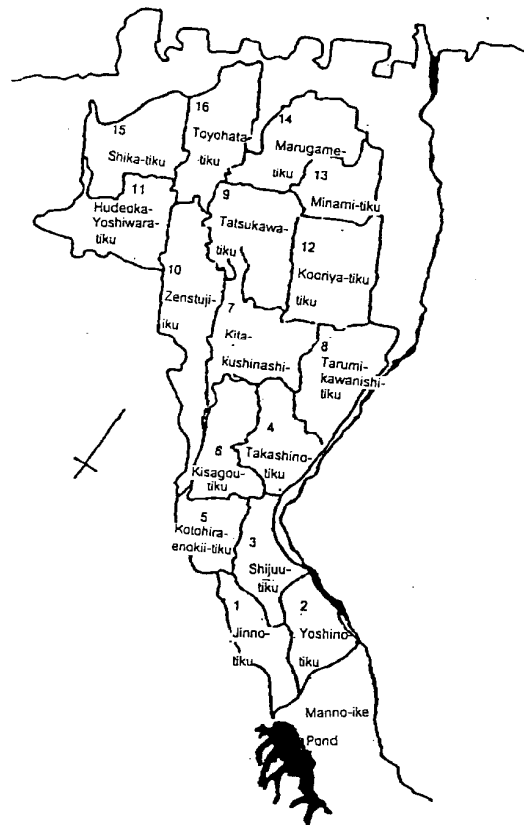 16
Toyohata
-tiku
15
Shika-tiku
14
Marugame-
tiku
13
Minami-tiku
11
Hudeoka-
Yoshiwara-
tiku
9
Tatsukawa-
tiku
12
Kooriya-tiku
tiku
10
Zenstuji-
iku
7
Kita-
kushinashi-
8
Tarumi-
kawanishi-
tiku
4
Takashino-
tiku
6
Kisagou-
tiku
5
Kotohira-
enokii-tiku
3
Shijuu-
tiku
1
Jinno-
tiku
2
Yoshino-
tiku
Manno-ike
Pond